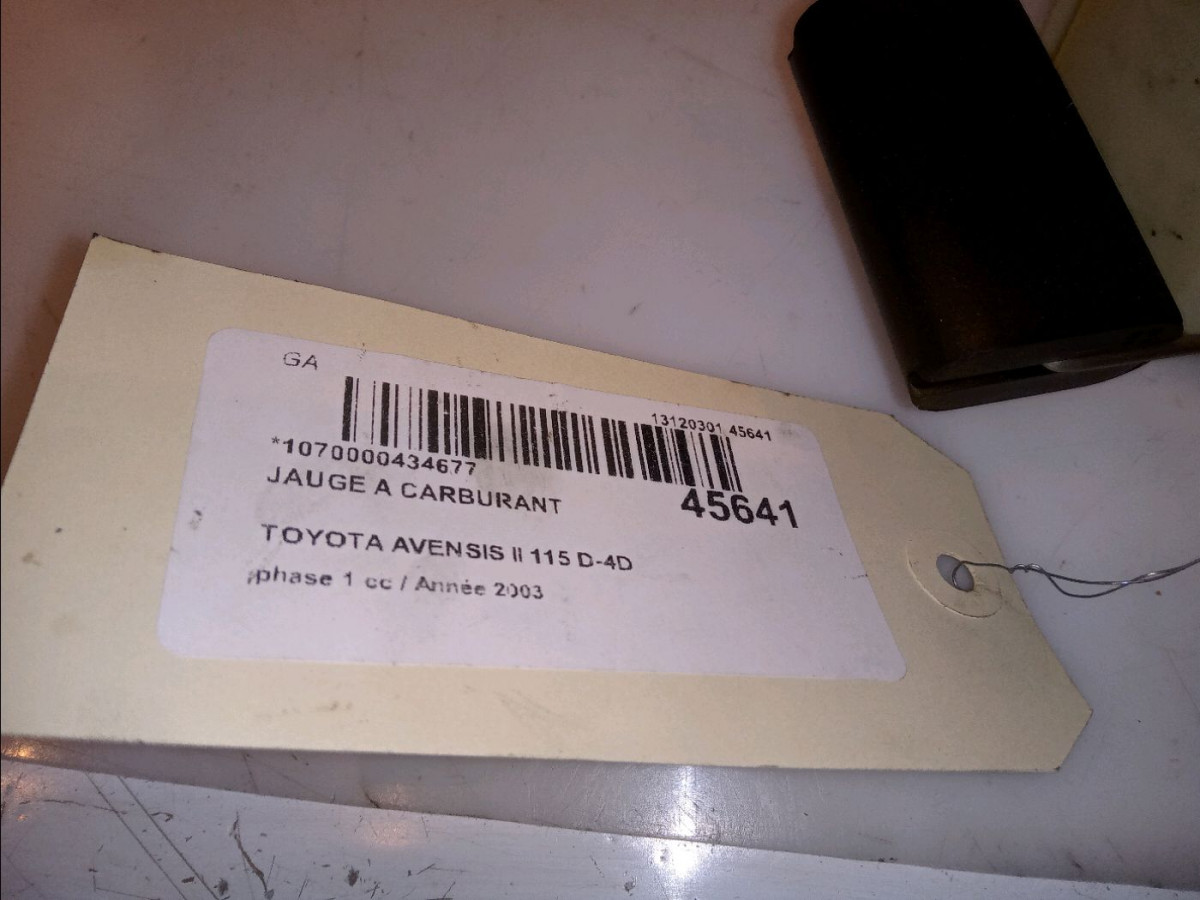 GA
13120301 45641
*1070000434677
JAUGE A CARBURANT
45641
TOYOTA AVENSIS II 115 D-4D
phase 1 cc / Année 2003